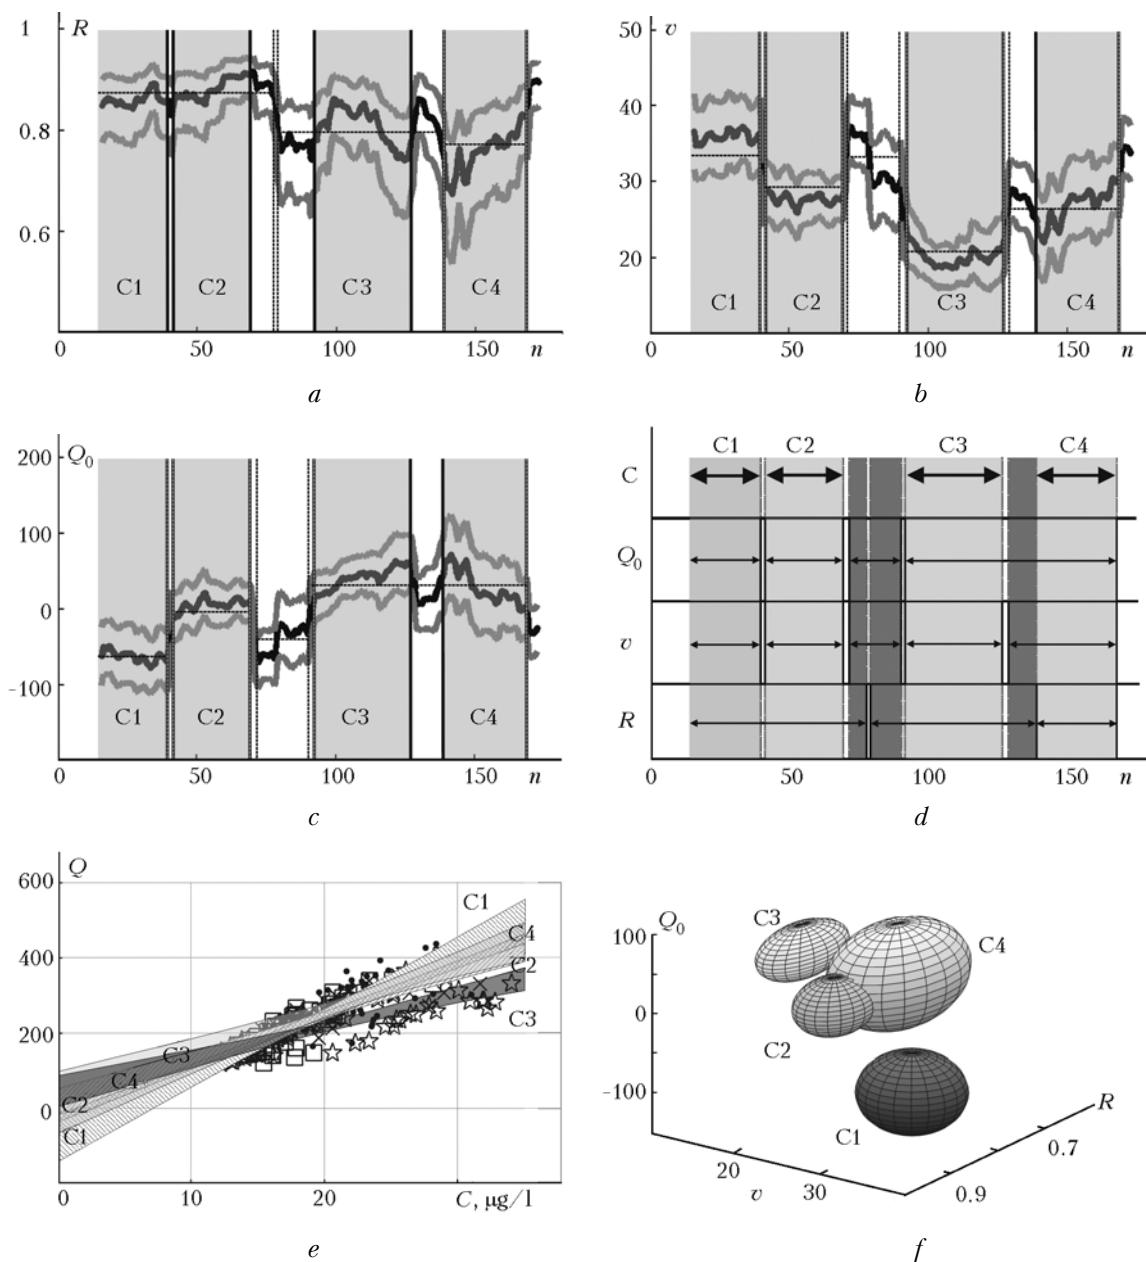 1 R
0.8
0.6
C1 C2 C3 C4
0 50 100 150 n
a
50 v
40
30
20
C1 C2 C3 C4
0 50 100 150 n
b
200 Q₀
100
0
-100
C1 C2 C3 C4
0 50 100 150 n
c
C1 C2 C3 C4
C
Q₀
v
R
0 50 100 150 n
d
Q
600
C1
C4
400
C2
C3
200
C3
C4
0 C2
C1
0 10 20 C, µg/l
e
Q₀ C3
100 C4
0
C2
-100
C1
R
0.7
20
v 30 0.9
f